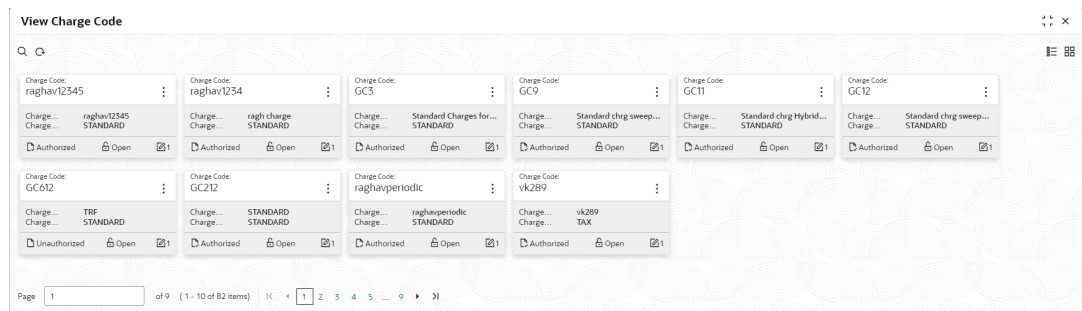 View Charge Code
Charge Code:
raghav12345
Charge... raghav12345
Charge... STANDARD
Authorized Open 1
Charge Code:
raghav1234
Charge... ragh charge
Charge... STANDARD
Authorized Open 1
Charge Code:
GC3
Charge... Standard Charges for...
Charge... STANDARD
Authorized Open 1
Charge Code:
GC9
Charge... Standard chrg sweep...
Charge... STANDARD
Authorized Open 1
Charge Code:
GC11
Charge... Standard chrg Hybrid...
Charge... STANDARD
Authorized Open 1
Charge Code:
GC12
Charge... Standard chrg sweep...
Charge... STANDARD
Authorized Open 1
Charge Code:
GC612
Charge... TRF
Charge... STANDARD
Unauthorized Open 1
Charge Code:
GC212
Charge... STANDARD
Charge... STANDARD
Authorized Open 1
Charge Code:
raghavperiodic
Charge... raghavperiodic
Charge... STANDARD
Authorized Open 1
Charge Code:
vk289
Charge... vk289
Charge... TAX
Authorized Open 1
Page 1 of 9 (1 - 10 of 82 items) 1 2 3 4 5 ... 9